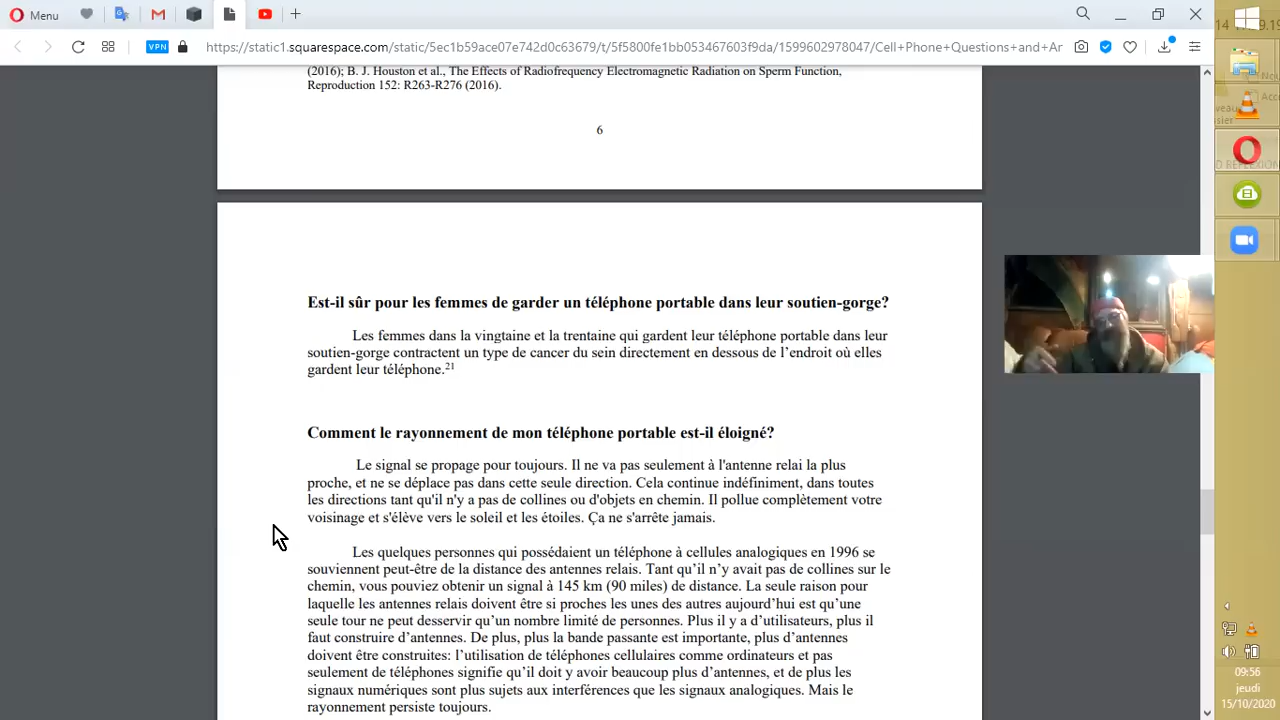 Menu
VPN
https://static1.squarespace.com/static/5ec1b59ace07e742d0c63679/t/5f5800fe1bb053467603f9da/1599602970047/Cell+Phone+Questions+and+Ar
(2016); B. J. Houston et al., The Effects of Radiofrequency Electromagnetic Radiation on Sperm Function,
Reproduction 152: R263-R276 (2016).
6
Est-il sûr pour les femmes de garder un téléphone portable dans leur soutien-gorge?
Les femmes dans la vingtaine et la trentaine qui gardent leur téléphone portable dans leur
soutien-gorge contractent un type de cancer du sein directement en dessous de l’endroit où elles
gardent leur téléphone.21
Comment le rayonnement de mon téléphone portable est-il éloigné?
Le signal se propage pour toujours. Il ne va pas seulement à l'antenne relai la plus
proche, et ne se déplace pas dans cette seule direction. Cela continue indéfiniment, dans toutes
les directions tant qu'il n'y a pas de collines ou d'objets en chemin. Il pollue complètement votre
voisinage et s'élève vers le soleil et les étoiles. Ça ne s'arrête jamais.
Les quelques personnes qui possédaient un téléphone à cellules analogiques en 1996 se
souviennent peut-être de la distance des antennes relais. Tant qu’il n’y avait pas de collines sur le
chemin, vous pouviez obtenir un signal à 145 km (90 miles) de distance. La seule raison pour
laquelle les antennes relais doivent être si proches les unes des autres aujourd’hui est qu’une
seule tour ne peut desservir qu’un nombre limité de personnes. Plus il y a d’utilisateurs, plus il
faut construire d’antennes. De plus, plus la bande passante est importante, plus d’antennes
doivent être construites: l’utilisation de téléphones cellulaires comme ordinateurs et pas
seulement de téléphones signifie qu’il doit y avoir beaucoup plus d’antennes, et de plus les
signaux numériques sont plus sujets aux interférences que les signaux analogiques. Mais le
rayonnement persiste toujours.
09:56
jeudi
15/10/2020